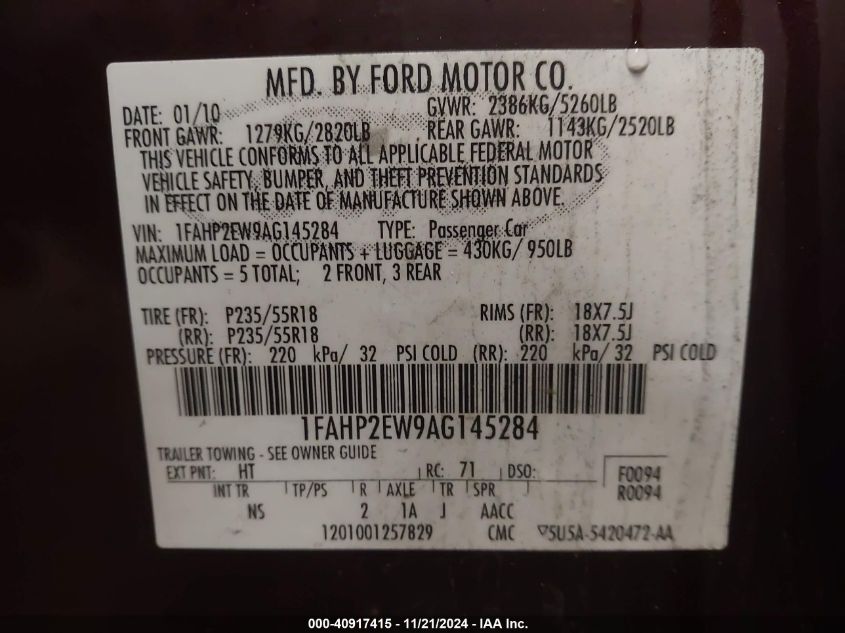 MFD. BY FORD MOTOR CO.
DATE: 01/10 GVWR: 2386KG/5260LB
FRONT GAWR: 1279KG/2820LB REAR GAWR: 1143KG/2520LB
THIS VEHICLE CONFORMS TO ALL APPLICABLE FEDERAL MOTOR
VEHICLE SAFETY, BUMPER, AND THEFT PREVENTION STANDARDS
IN EFFECT ON THE DATE OF MANUFACTURE SHOWN ABOVE.
VIN: 1FAHP2EW9AG145284 TYPE: Passenger Car
MAXIMUM LOAD = OCCUPANTS + LUGGAGE = 430KG/ 950LB
OCCUPANTS = 5 TOTAL; 2 FRONT, 3 REAR
TIRE (FR): P235/55R18 RIMS (FR): 18X7.5J
(RR): P235/55R18 (RR): 18X7.5J
PRESSURE (FR): 220 kPa/ 32 PSI COLD (RR): 220 kPa/ 32 PSI COLD
1FAHP2EW9AG145284
TRAILER TOWING - SEE OWNER GUIDE
EXT PNT: HT RC: 71 DSO: F0094
INT TR TP/PS R AXLE TR SPR R0094
NS 2 1A J AACC
1201001257829 CMC 5U5A-5420472-AA
000-40917415 - 11/21/2024 - IAA Inc.